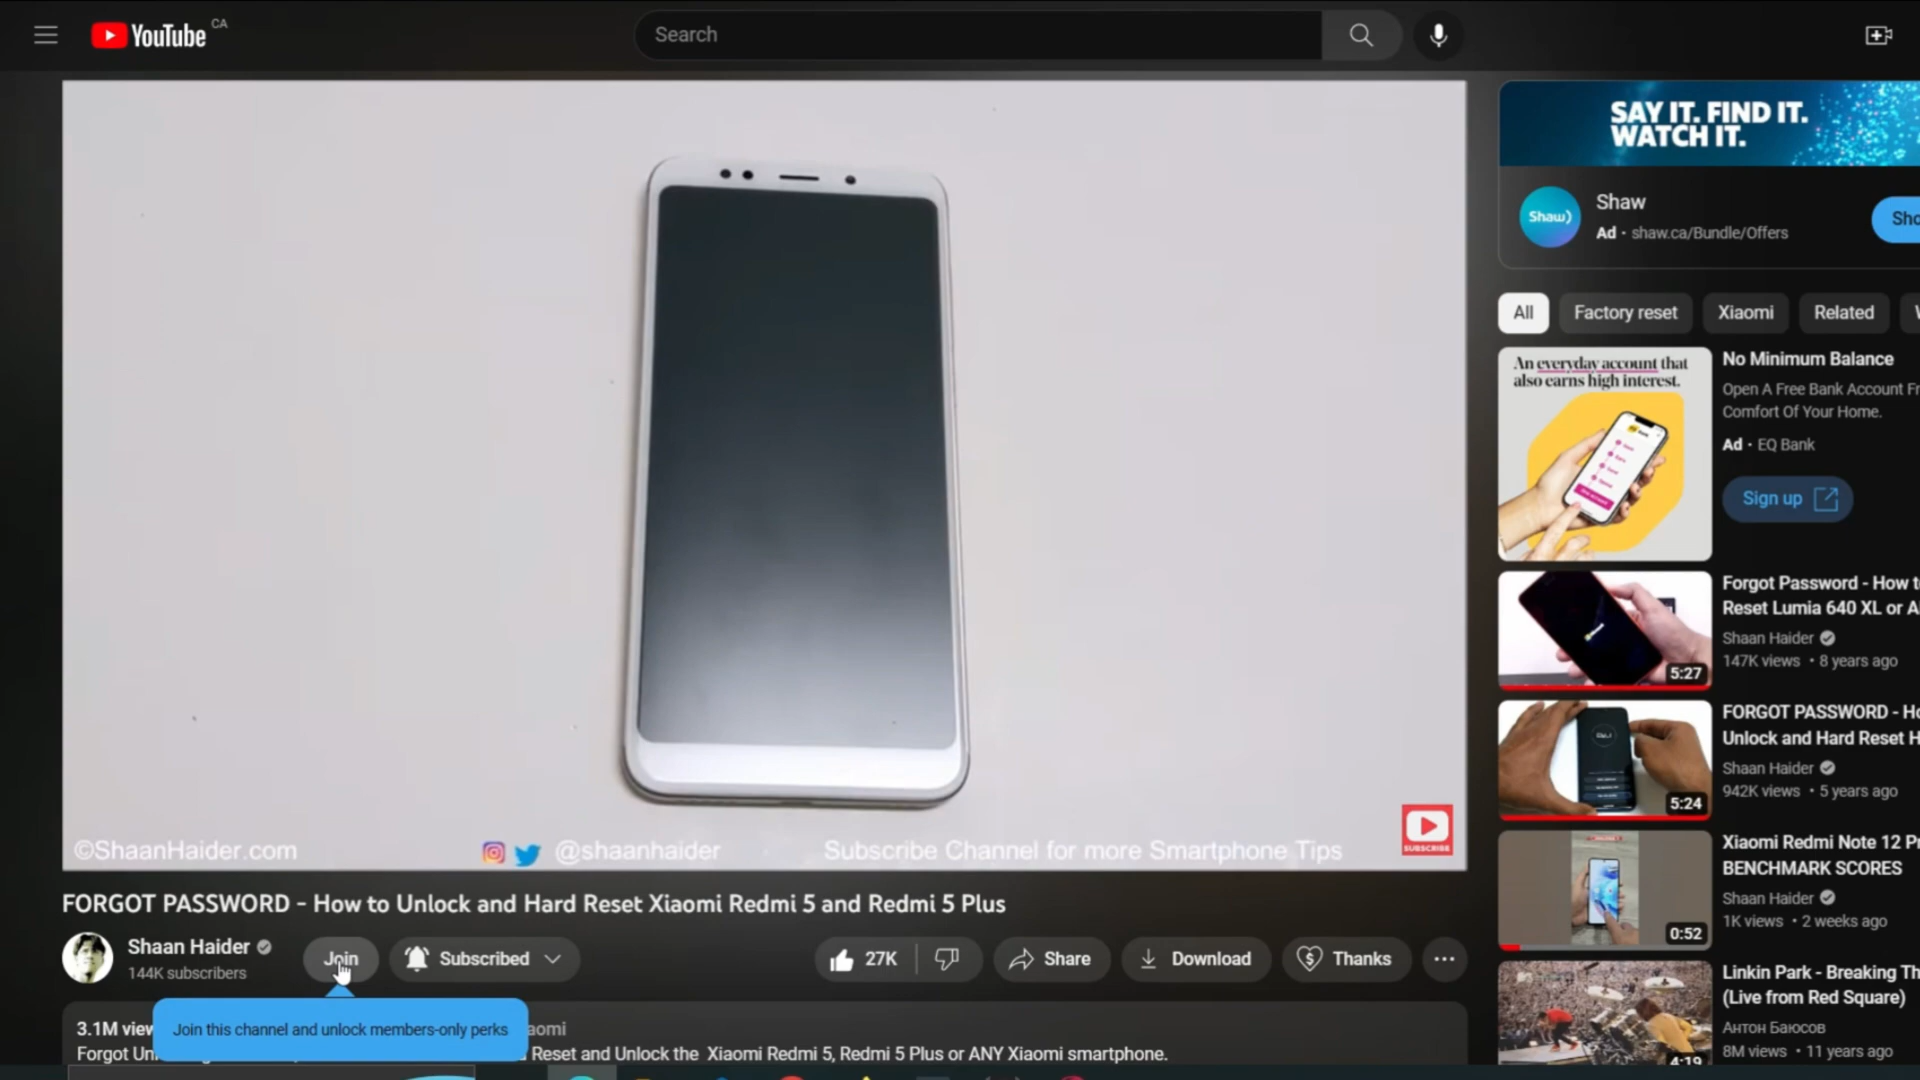 YouTube CA
Search
SAY IT. FIND IT.
WATCH IT.
Shaw)
Shaw
Ad · shaw.ca/Bundle/Offers
All
Factory reset
Xiaomi
Related
An everyday account that
also earns high interest.
No Minimum Balance
Open A Free Bank Account
Comfort Of Your Home.
Ad · EQ Bank
Sign up
Forgot Password - How
Reset Lumia 640 XL or
Shaan Haider
147K views • 8 years ago
5:27
FORGOT PASSWORD -
Unlock and Hard Reset
Shaan Haider
942K views • 5 years ago
5:24
Xiaomi Redmi Note 12
BENCHMARK SCORES
Shaan Haider
1K views • 2 weeks ago
0:52
Linkin Park - Breaking
(Live from Red Square)
Антон Баюсов
8M views • 11 years ago
4:19
©ShaanHaider.com
@shaanhaider
Subscribe Channel for more Smartphone Tips
SUBSCRIBE
FORGOT PASSWORD - How to Unlock and Hard Reset Xiaomi Redmi 5 and Redmi 5 Plus
Shaan Haider
144K subscribers
Join
Subscribed
27K
Share
Download
Thanks
3.1M
Join this channel and unlock members-only perks
Forgot
Reset and Unlock the Xiaomi Redmi 5, Redmi 5 Plus or ANY Xiaomi smartphone.